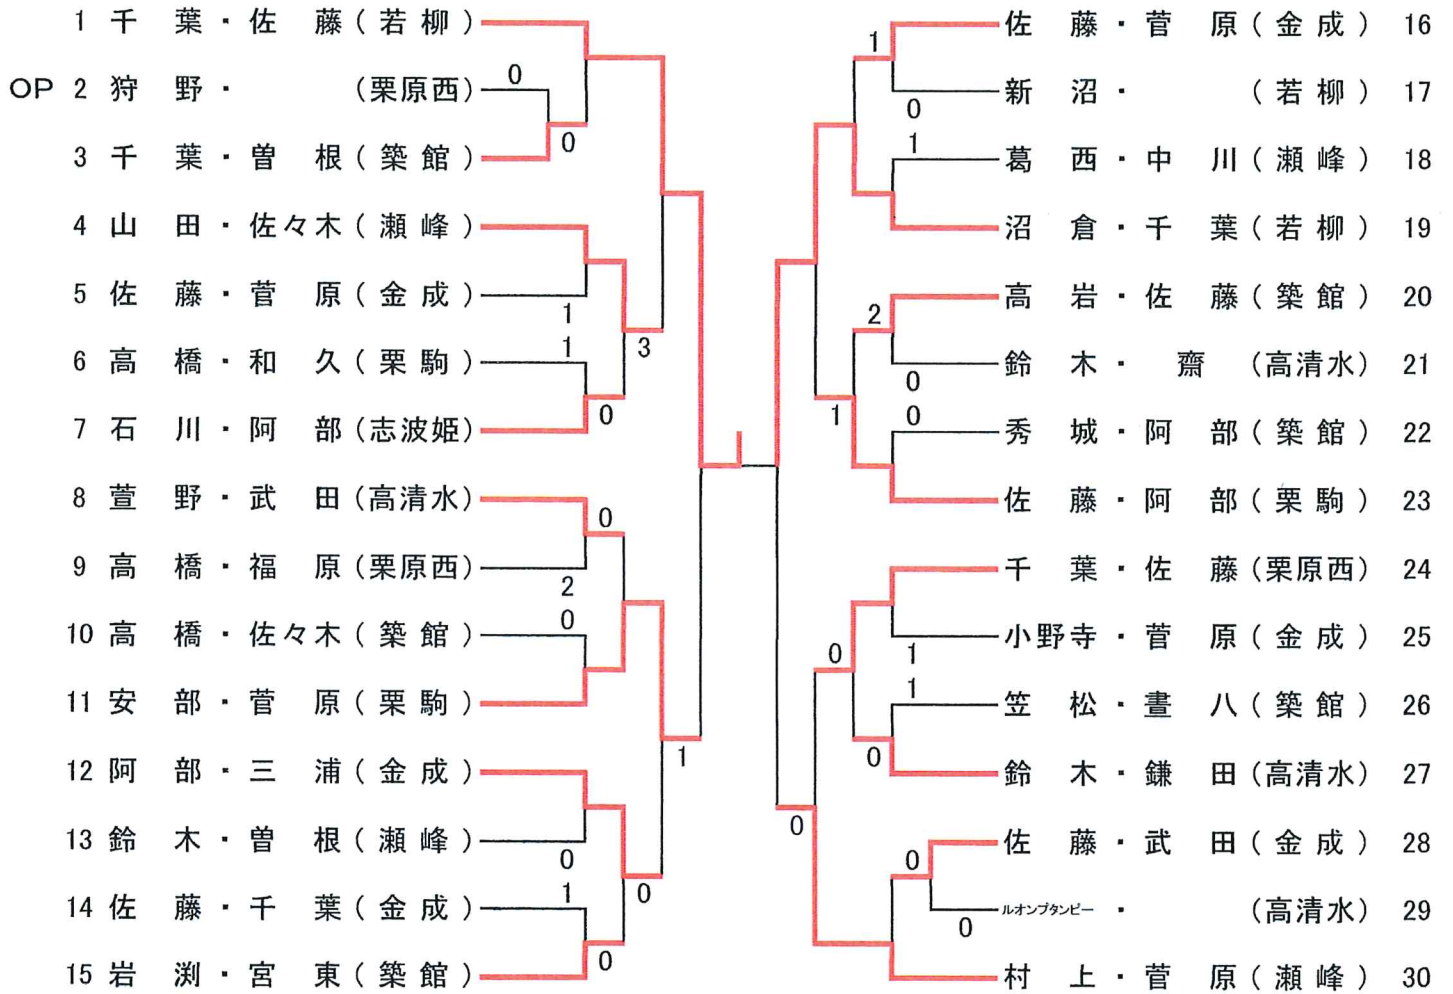 1 千葉・佐藤(若柳)
OP 2 狩野・ (栗原西)
0
0
3 千葉・曽根(築館)
4 山田・佐々木(瀬峰)
5 佐藤・菅原(金成)
1
6 高橋・和久(栗駒)
1
3
0
7 石川・阿部(志波姫)
8 萱野・武田(高清水)
0
9 高橋・福原(栗原西)
2
10 高橋・佐々木(築館)
0
11 安部・菅原(栗駒)
1
12 阿部・三浦(金成)
13 鈴木・曽根(瀬峰)
0
14 佐藤・千葉(金成)
1
0
0
15 岩渕・宮東(築館)
佐藤・菅原(金成) 16
1
新沼・ (若柳) 17
0
1
葛西・中川(瀬峰) 18
沼倉・千葉(若柳) 19
高岩・佐藤(築館) 20
2
鈴木・齋 (高清水) 21
0
1
0
秀城・阿部(築館) 22
佐藤・阿部(栗駒) 23
千葉・佐藤(栗原西) 24
小野寺・菅原(金成) 25
1
0
1
笠松・晝八(築館) 26
0
鈴木・鎌田(高清水) 27
0
佐藤・武田(金成) 28
0
ルオンプタンビー・ (高清水) 29
0
村上・菅原(瀬峰) 30